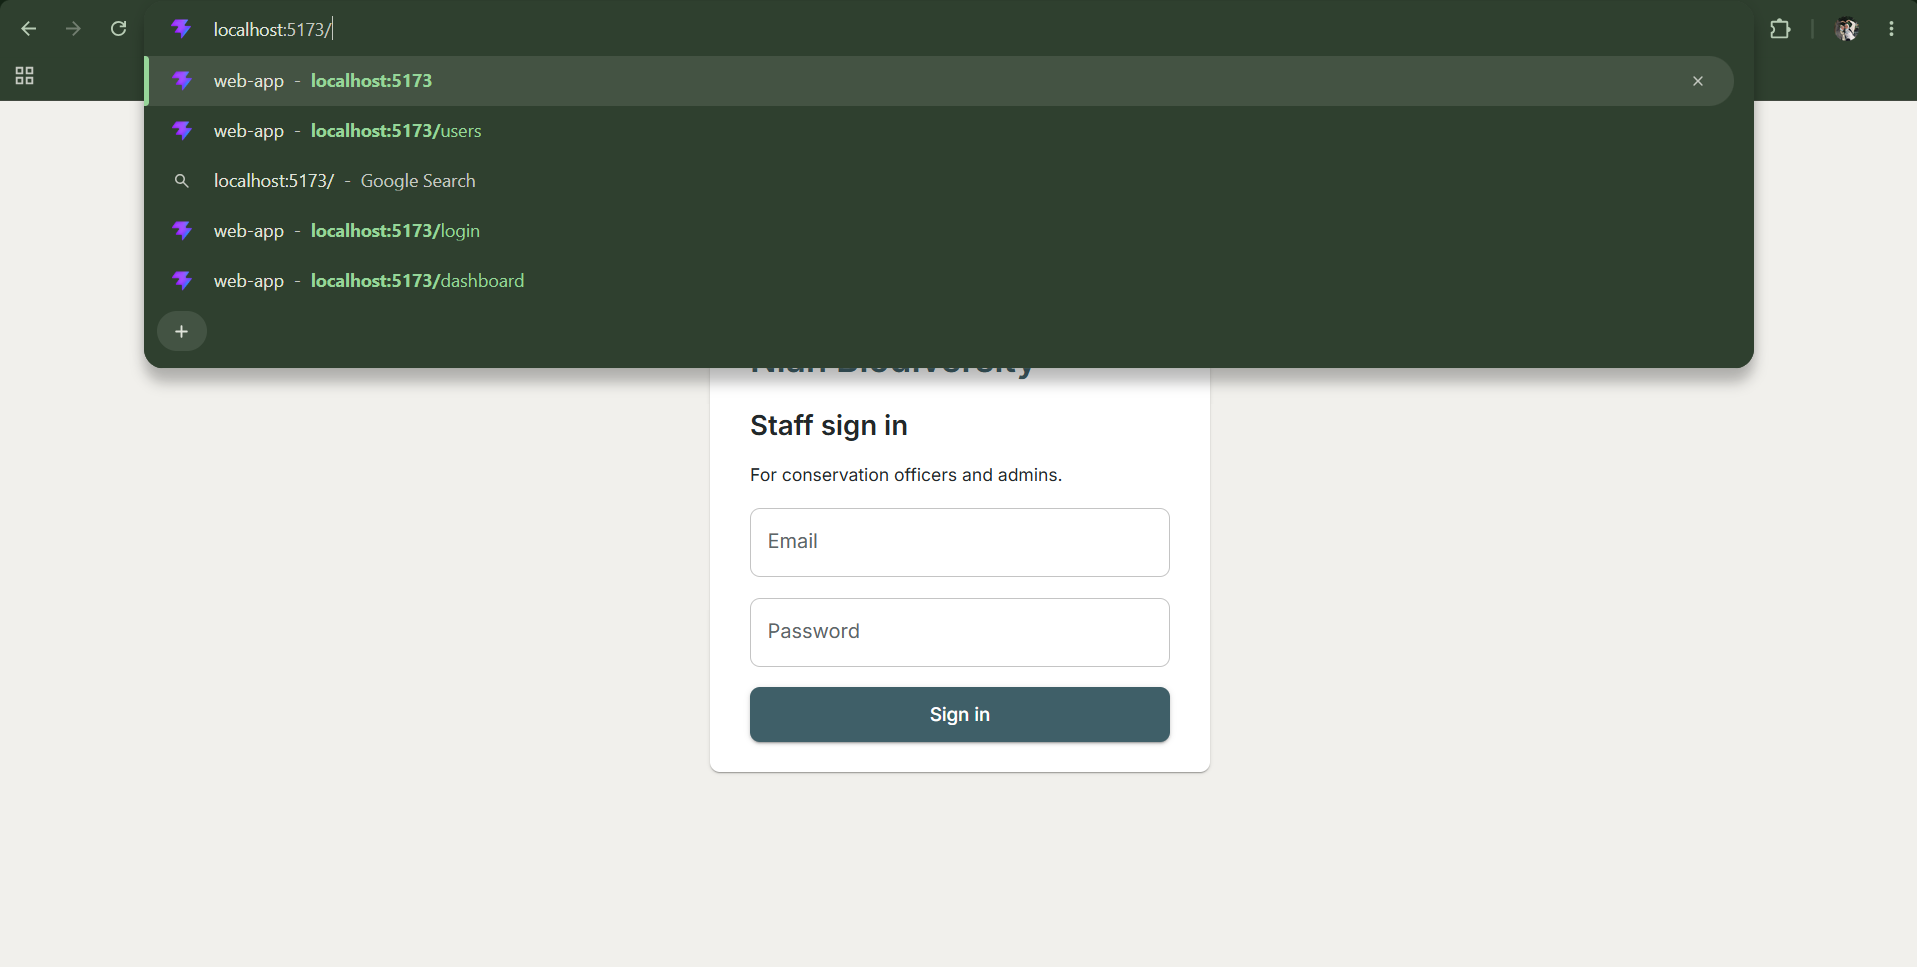 localhost:5173/
web-app - localhost:5173
web-app - localhost:5173/users
localhost:5173/ - Google Search
web-app - localhost:5173/login
web-app - localhost:5173/dashboard
Biodiversity
Staff sign in
For conservation officers and admins.
Email
Password
Sign in